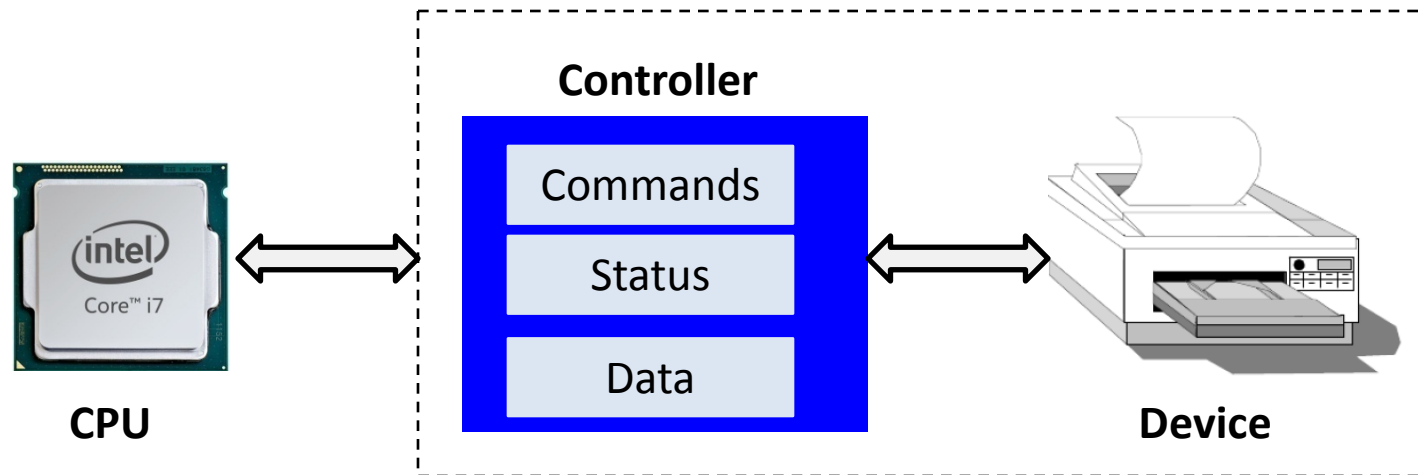 Controller
Commands
Status
Data
intel
Core™ i7
CPU
Device